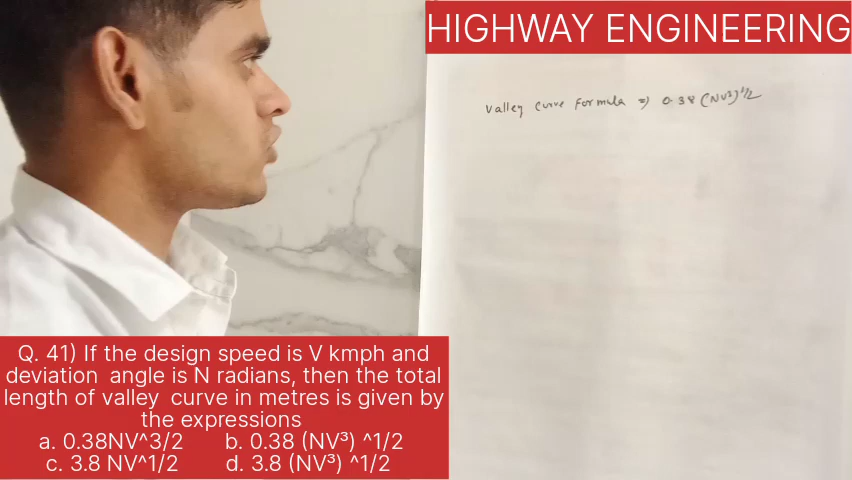 HIGHWAY ENGINEERING
Valley curve formula => 0.38 (NV³)^1/2
Q. 41) If the design speed is V kmph and
deviation angle is N radians, then the total
length of valley curve in metres is given by
the expressions
a. 0.38NV^3/2 b. 0.38 (NV³) ^1/2
c. 3.8 NV^1/2 d. 3.8 (NV³) ^1/2